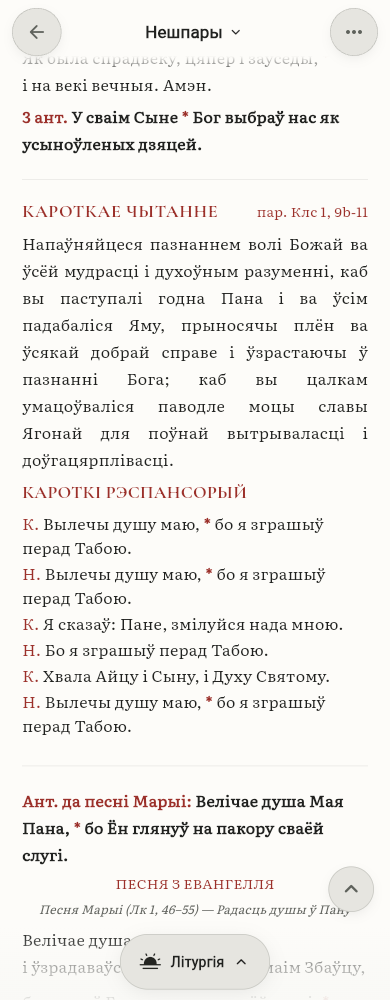 Нешпары
Як была спрадвеку, цяпер і заўсёды,
і на векі вечныя. Амэн.
3 ант. У сваім Сыне * Бог выбраў нас як
усыноўленых дзяцей.
КАРОТКАЕ ЧЫТАННЕ пар. Клс 1, 9b-11
Напаўняйцеся пазнаннем волі Божай ва
ўсёй мудрасці і духоўным разуменні, каб
вы паступалі годна Пана і ва ўсім
падабаліся Яму, прыносячы плён ва
ўсякай добрай справе і ўзрастаючы ў
пазнанні Бога; каб вы цалкам
умацоўваліся паводле моцы славы
Ягонай для поўнай вытрываласці і
доўгацярплівасці.
КАРОТКІ РЭСПАНСОРЫЙ
К. Вылечы душу маю, * бо я зграшыў
перад Табою.
Н. Вылечы душу маю, * бо я зграшыў
перад Табою.
К. Я сказаў: Пане, змілуйся нада мною.
Н. Бо я зграшыў перад Табою.
К. Хвала Айцу і Сыну, і Духу Святому.
Н. Вылечы душу маю, * бо я зграшыў
перад Табою.
Ант. да песні Марыі: Велічае душа Мая
Пана, * бо Ён глянуў на пакору сваёй
слугі.
ПЕСНЯ З ЕВАНГЕЛЛЯ
Песня Марыі (Лк 1, 46–55) — Радасць душы ў Пану
Велічае душа
і ўзрадаваўс маім Збаўцу,
Літургія